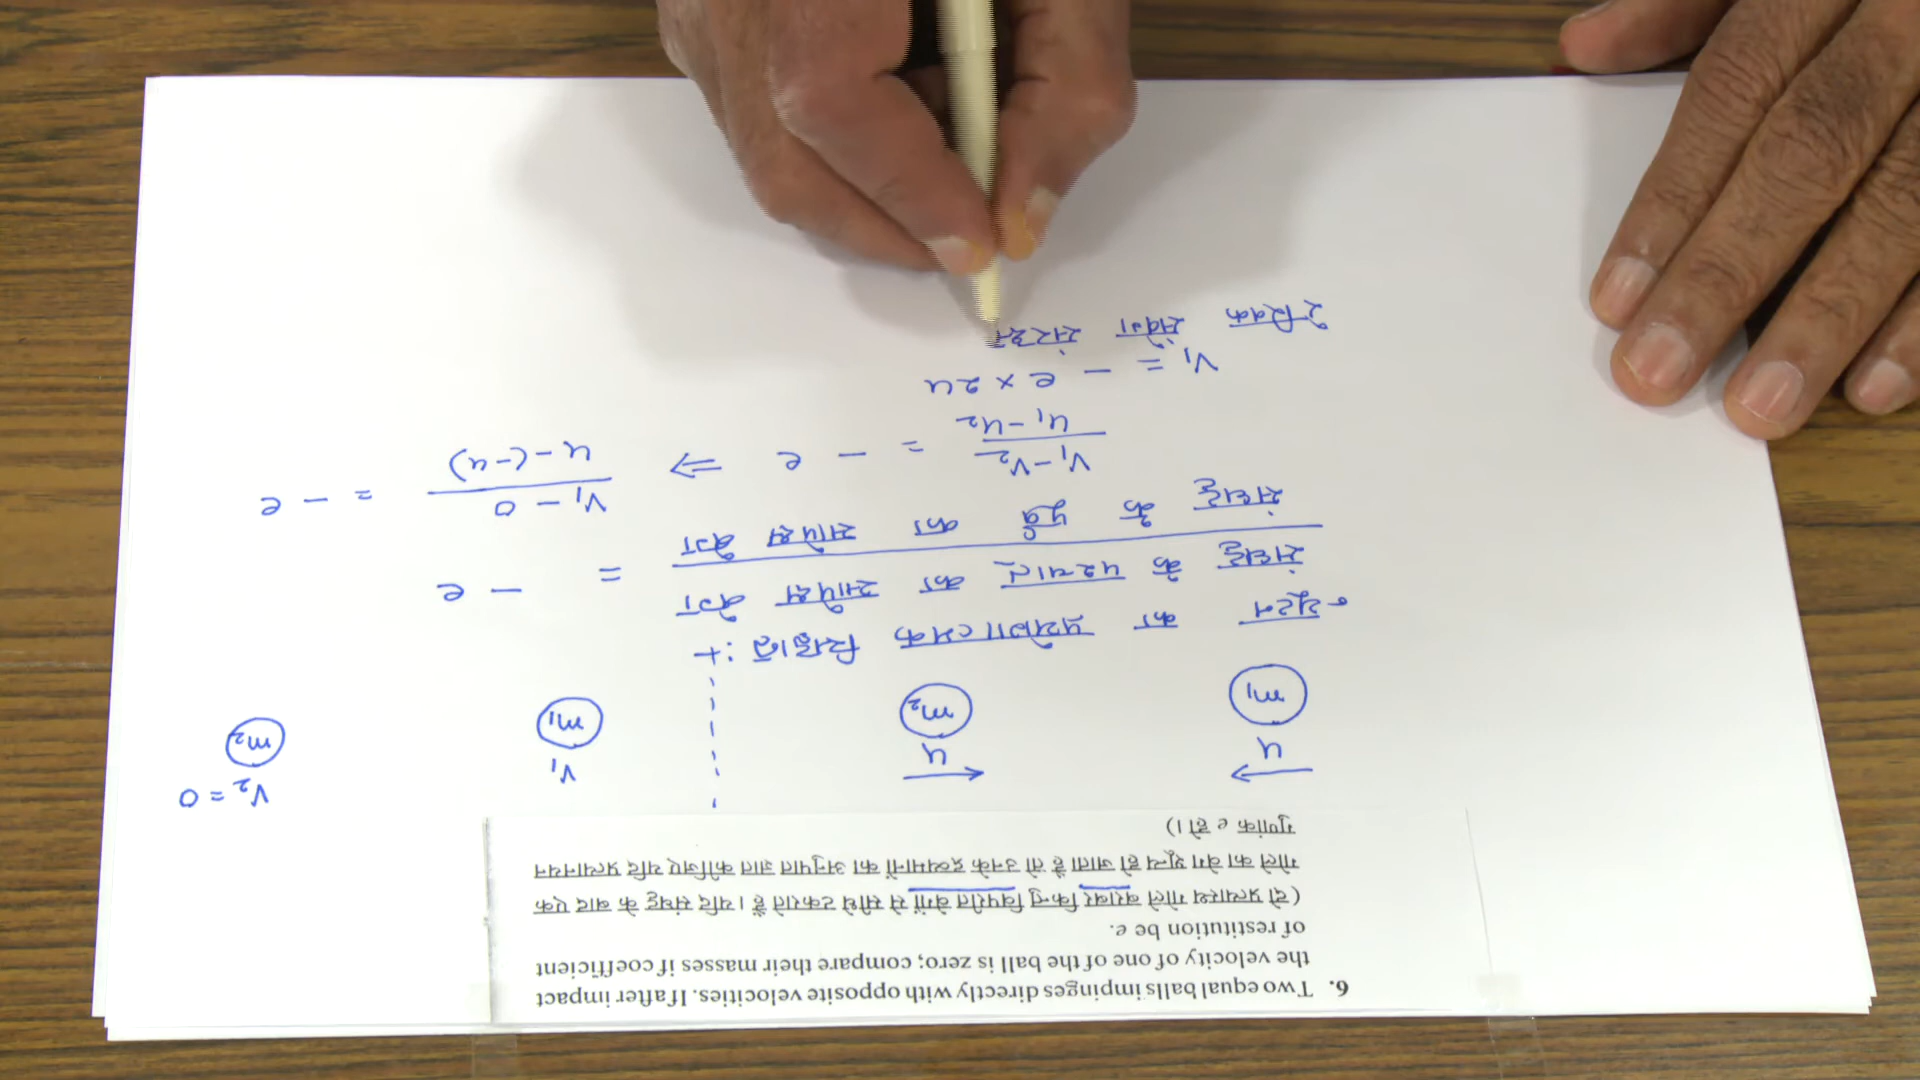 6. Two equal balls impinges directly with opposite velocities. If after impact
the velocity of one of the ball is zero; compare their masses if coefficient
of restitution be e.
(दो प्रत्यास्थ गोले बराबर किन्तु विपरीत वेगों से सीधे टकराते हैं। यदि संघट्ट के बाद एक
गोले का वेग शून्य हो जाता है तो उनके द्रव्यमानों का अनुपात ज्ञात कीजिए यदि प्रत्यानयन
गुणांक e हो।)
u u v₁ v₂ = 0
m₁ m₂ m₁ m₂
न्यूटन का प्रयोगात्मक सिद्धांत :+
संघट्ट के पश्चात् का सापेक्ष वेग
संघट्ट के पूर्व का सापेक्ष वेग = - e
v₁ - v₂ / u₁ - u₂ = - e ⇒ v₁ - 0 / u - (-u) = - e
v₁ = - e × 2u
रेखिक संवेग